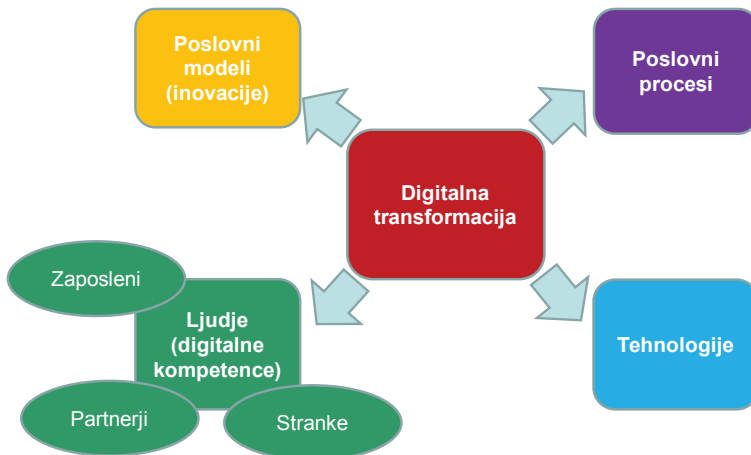 Poslovni
modeli
(inovacije)
Poslovni
procesi
Digitalna
transformacija
Zaposleni
Ljudje
(digitalne
kompetence)
Tehnologije
Partnerji
Stranke